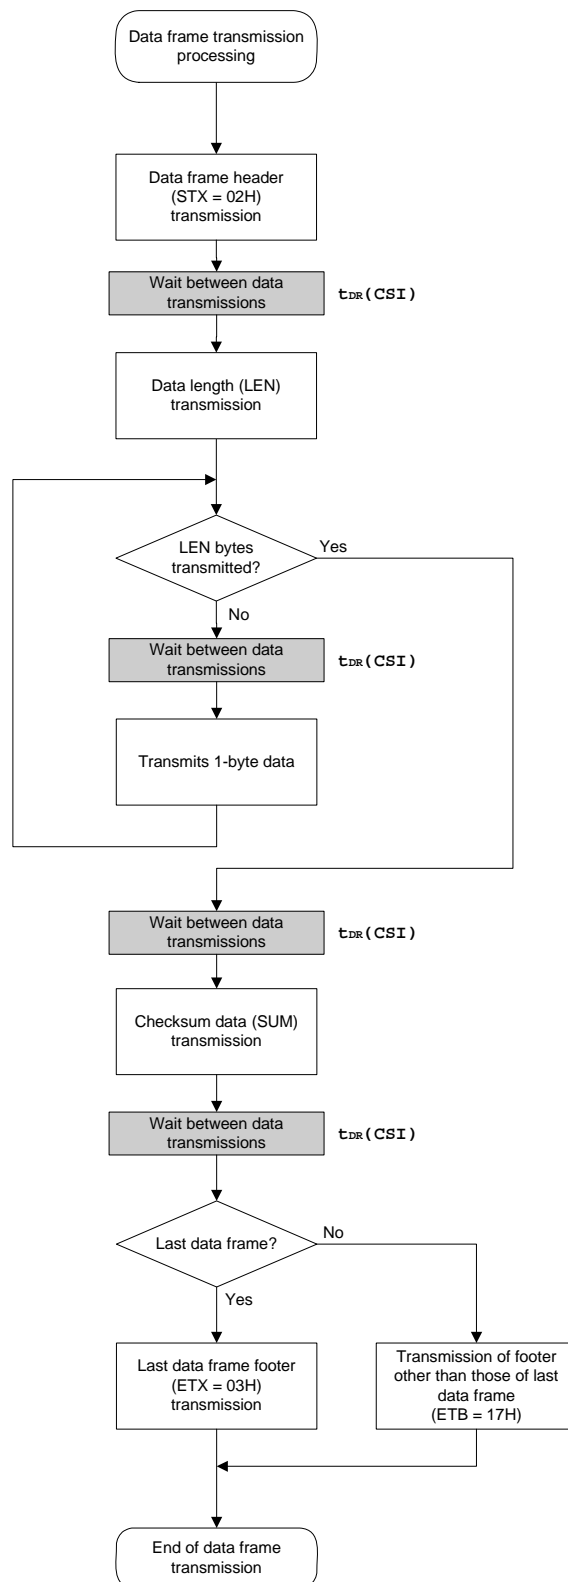 Data frame transmission
processing
Data frame header
(STX = 02H)
transmission
Wait between data
transmissions
tDR(CSI)
Data length (LEN)
transmission
LEN bytes
transmitted?
Yes
No
Wait between data
transmissions
tDR(CSI)
Transmits 1-byte data
Wait between data
transmissions
tDR(CSI)
Checksum data (SUM)
transmission
Wait between data
transmissions
tDR(CSI)
Last data frame?
No
Yes
Last data frame footer
(ETX = 03H)
transmission
Transmission of footer
other than those of last
data frame
(ETB = 17H)
End of data frame
transmission